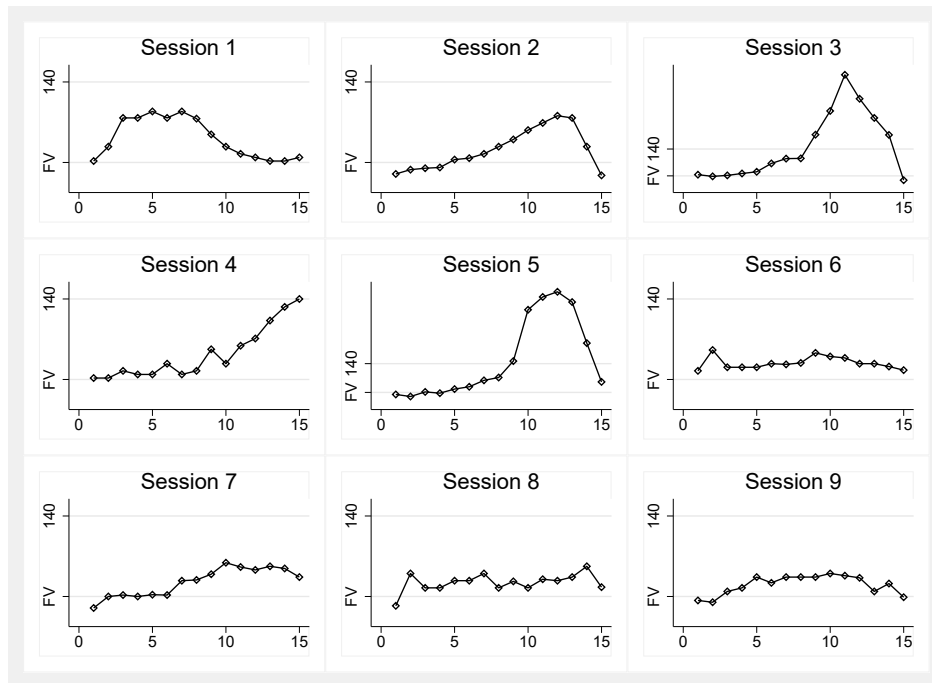 Session 1
140
FV
0 5 10 15
Session 2
140
FV
0 5 10 15
Session 3
140
FV
0 5 10 15
Session 4
140
FV
0 5 10 15
Session 5
140
FV
0 5 10 15
Session 6
140
FV
0 5 10 15
Session 7
140
FV
0 5 10 15
Session 8
140
FV
0 5 10 15
Session 9
140
FV
0 5 10 15